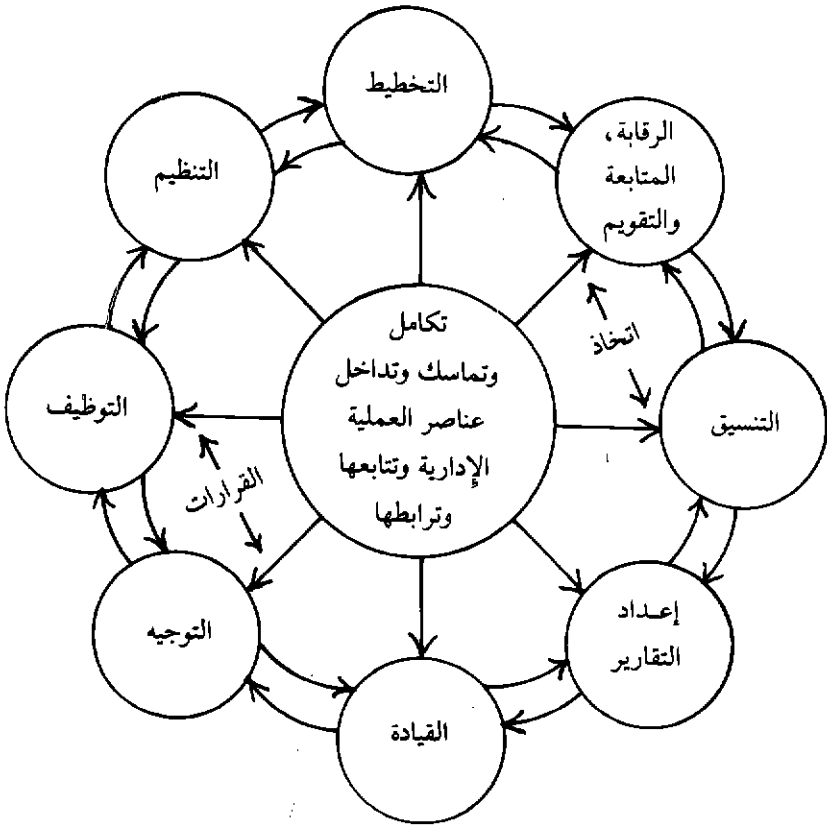 التخطيط
الرقابة،
المتابعة
والتقويم
التنظيم
تكامل
وتماسك وتداخل
عناصر العملية
الإدارية وتتابعها
وترابطها
اتخاذ
التنسيق
التوظيف
القرارات
إعـداد
التقارير
التوجيه
القيادة